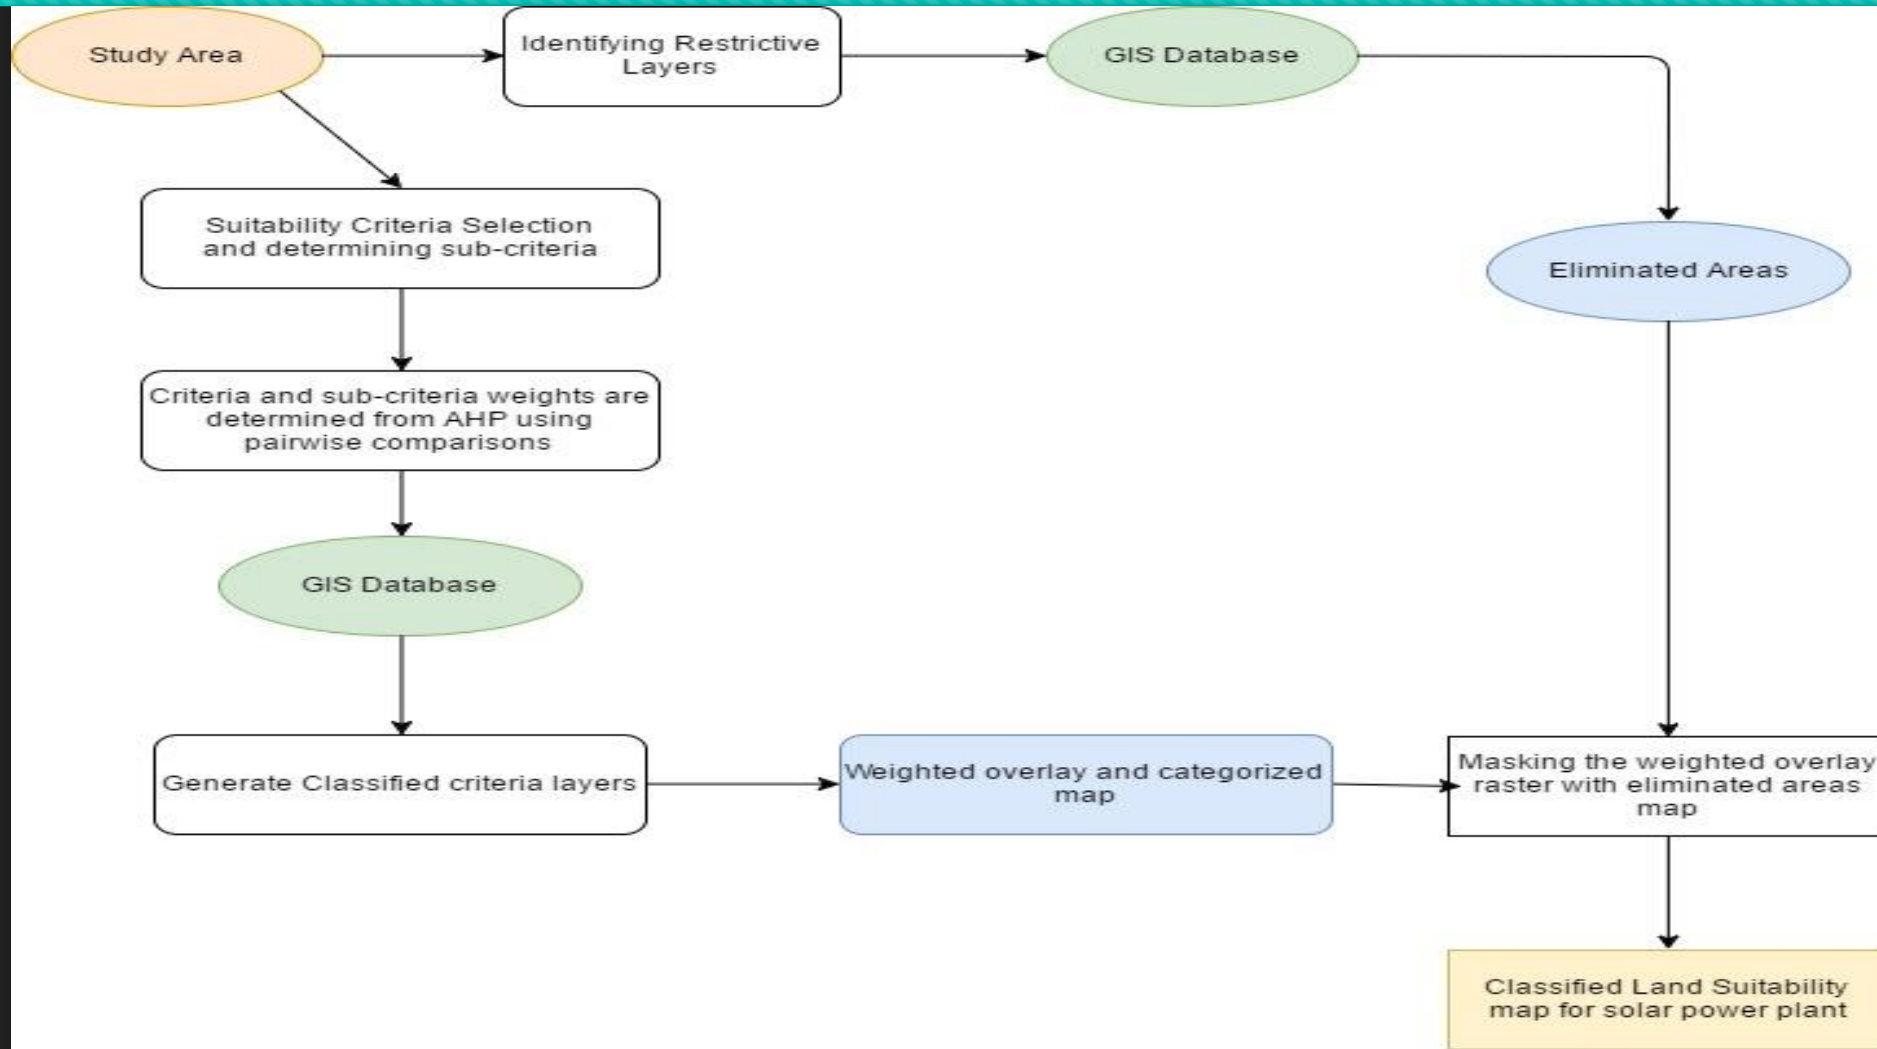 Study Area
Identifying Restrictive
Layers
GIS Database
Suitability Criteria Selection
and determining sub-criteria
Eliminated Areas
Criteria and sub-criteria weights are
determined from AHP using
pairwise comparisons
GIS Database
Generate Classified criteria layers
Weighted overlay and categorized
map
Masking the weighted overlay
raster with eliminated areas
map
Classified Land Suitability
map for solar power plant